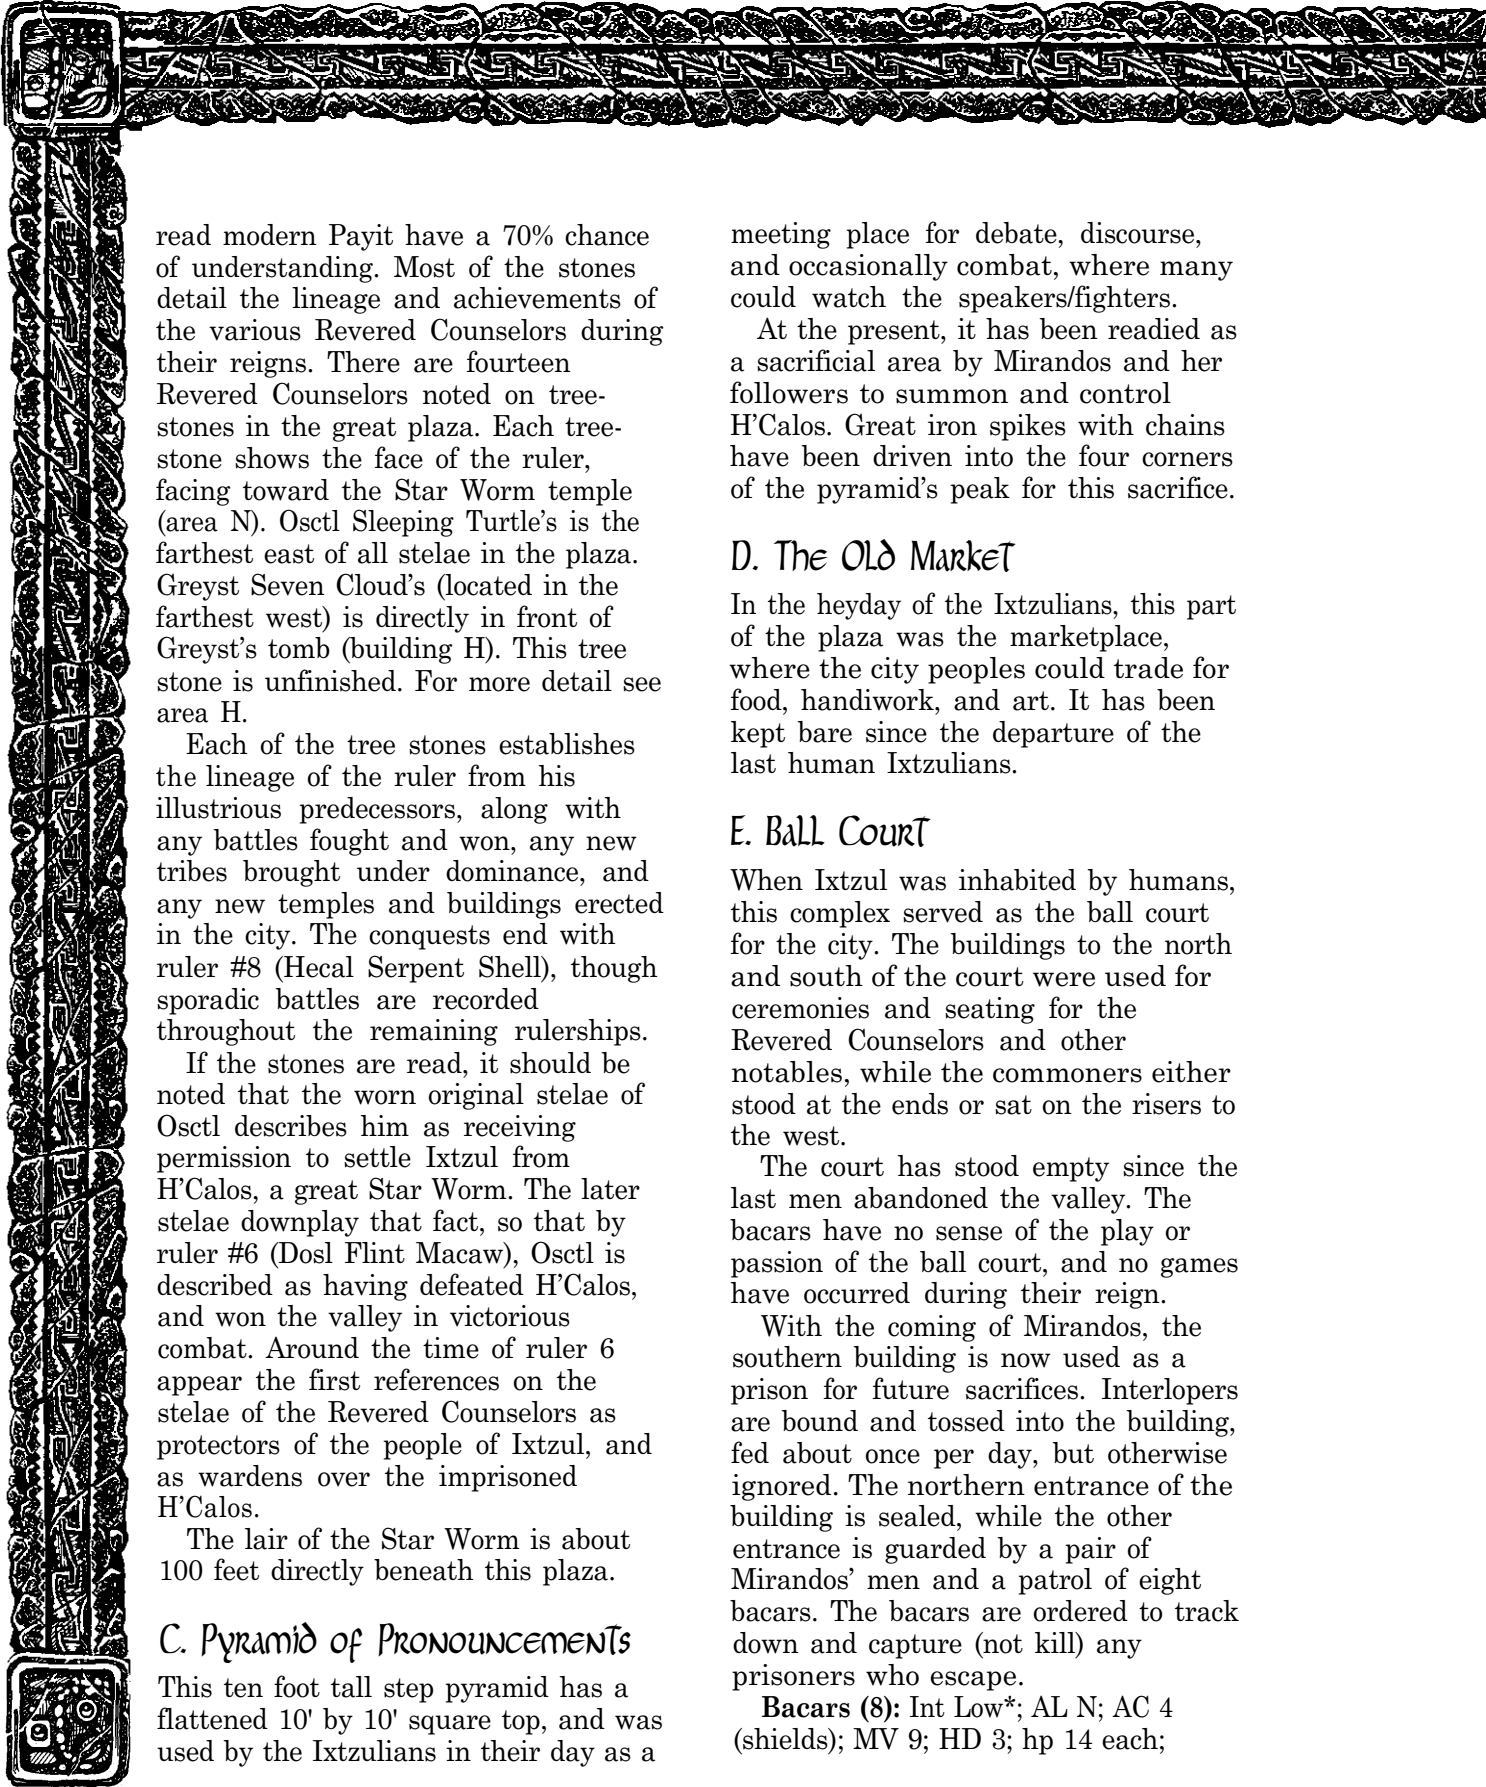 read modern Payit have a 70% chance
of understanding. Most of the stones
detail the lineage and achievements of
the various Revered Counselors during
their reigns. There are fourteen
Revered Counselors noted on tree-
stones in the great plaza. Each tree-
stone shows the face of the ruler,
facing toward the Star Worm temple
(area N). Osctl Sleeping Turtle's is the
farthest east of all stelae in the plaza.
Greyst Seven Cloud's (located in the
farthest west) is directly in front of
Greyst's tomb (building H). This tree
stone is unfinished. For more detail see
area H.
Each of the tree stones establishes
the lineage of the ruler from his
illustrious predecessors, along with
any battles fought and won, any new
tribes brought under dominance, and
any new temples and buildings erected
in the city. The conquests end with
ruler #8 (Hecal Serpent Shell), though
sporadic battles are recorded
throughout the remaining rulerships.
If the stones are read, it should be
noted that the worn original stelae of
Osctl describes him as receiving
permission to settle Ixtzul from
H'Calos, a great Star Worm. The later
stelae downplay that fact, so that by
ruler #6 (Dosl Flint Macaw), Osctl is
described as having defeated H'Calos,
and won the valley in victorious
combat. Around the time of ruler 6
appear the first references on the
stelae of the Revered Counselors as
protectors of the people of Ixtzul, and
as wardens over the imprisoned
H'Calos.
The lair of the Star Worm is about
100 feet directly beneath this plaza.
C. Pyramid of Pronouncements
This ten foot tall step pyramid has a
flattened 10' by 10' square top, and was
used by the Ixtzulians in their day as a
meeting place for debate, discourse,
and occasionally combat, where many
could watch the speakers/fighters.
At the present, it has been readied as
a sacrificial area by Mirandos and her
followers to summon and control
H'Calos. Great iron spikes with chains
have been driven into the four corners
of the pyramid's peak for this sacrifice.
D. The Old Market
In the heyday of the Ixtzulians, this part
of the plaza was the marketplace,
where the city peoples could trade for
food, handiwork, and art. It has been
kept bare since the departure of the
last human Ixtzulians.
E. Ball Court
When Ixtzul was inhabited by humans,
this complex served as the ball court
for the city. The buildings to the north
and south of the court were used for
ceremonies and seating for the
Revered Counselors and other
notables, while the commoners either
stood at the ends or sat on the risers to
the west.
The court has stood empty since the
last men abandoned the valley. The
bacars have no sense of the play or
passion of the ball court, and no games
have occurred during their reign.
With the coming of Mirandos, the
southern building is now used as a
prison for future sacrifices. Interlopers
are bound and tossed into the building,
fed about once per day, but otherwise
ignored. The northern entrance of the
building is sealed, while the other
entrance is guarded by a pair of
Mirandos' men and a patrol of eight
bacars. The bacars are ordered to track
down and capture (not kill) any
prisoners who escape.
Bacars (8): Int Low*; AL N; AC 4
(shields); MV 9; HD 3; hp 14 each;